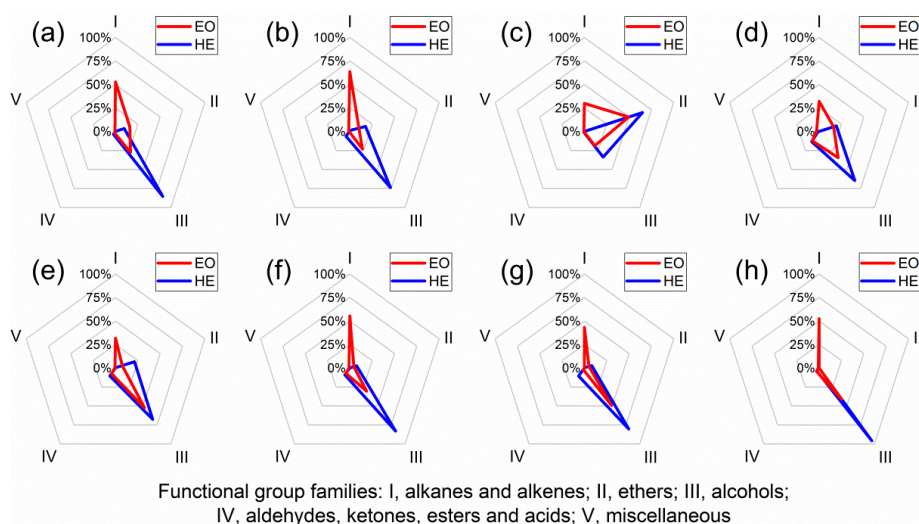 (a)
I
EO
HE
100%
75%
50%
25%
0%
V
II
IV
III
(b)
I
EO
HE
100%
75%
50%
25%
0%
V
II
IV
III
(c)
I
EO
HE
100%
75%
50%
25%
0%
V
II
IV
III
(d)
I
EO
HE
100%
75%
50%
25%
0%
V
I
IV
III
(e)
I
EO
HE
100%
75%
50%
25%
0%
V
II
IV
III
(f)
I
EO
HE
100%
75%
50%
25%
0%
V
II
IV
III
(g)
I
EO
HE
100%
75%
50%
25%
0%
V
II
IV
III
(h)
I
EO
HE
100%
75%
50%
25%
0%
V
I
IV
III
Functional group families: I, alkanes and alkenes; II, ethers; III, alcohols;
IV, aldehydes, ketones, esters and acids; V, miscellaneous